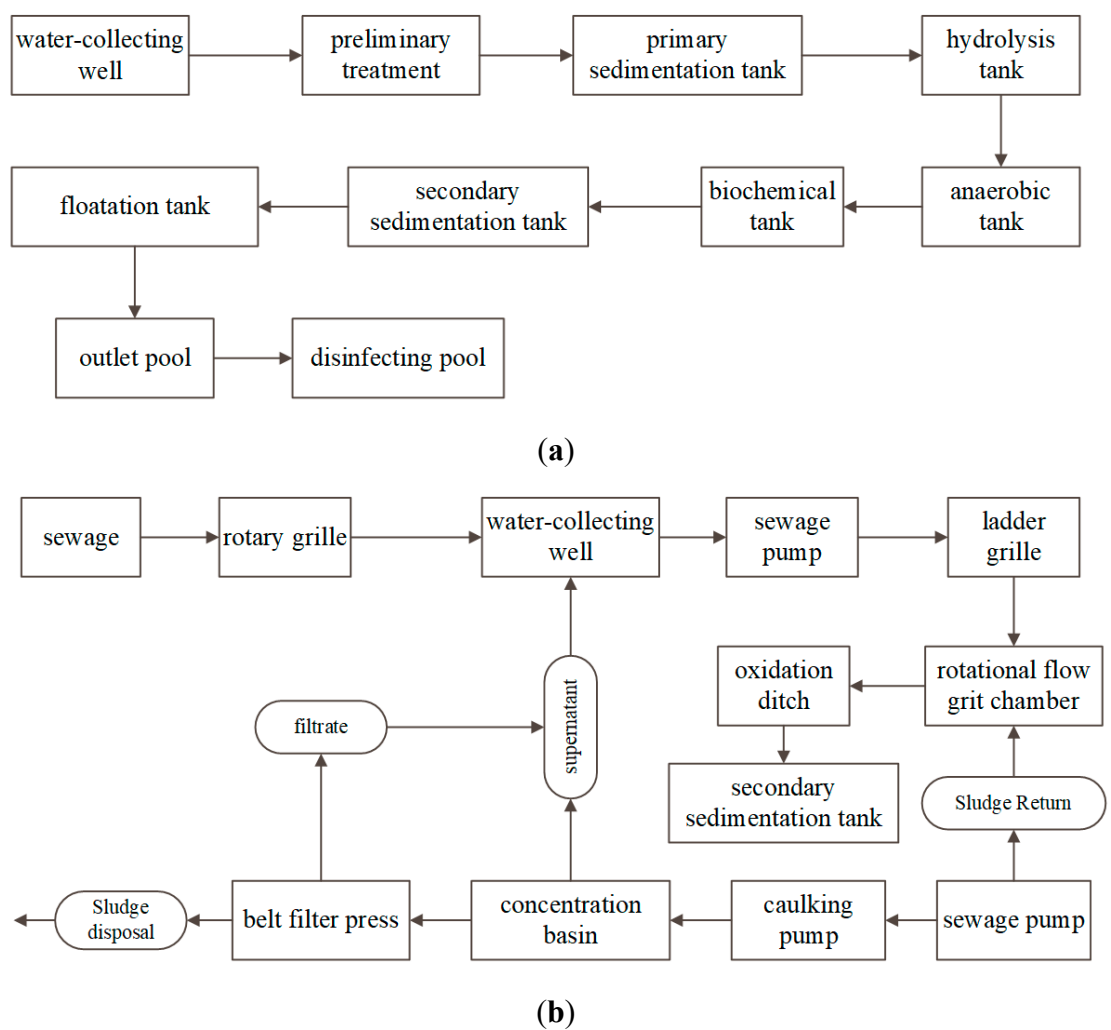 water-collecting
well
preliminary
treatment
primary
sedimentation tank
hydrolysis
tank
floatation tank
secondary
sedimentation tank
biochemical
tank
anaerobic
tank
outlet pool
disinfecting pool
(a)
sewage
rotary grille
water-collecting
well
sewage
pump
ladder
grille
oxidation
ditch
rotational flow
grit chamber
filtrate
supernatant
secondary
sedimentation tank
Sludge Return
Sludge
disposal
belt filter press
concentration
basin
caulking
pump
sewage pump
(b)